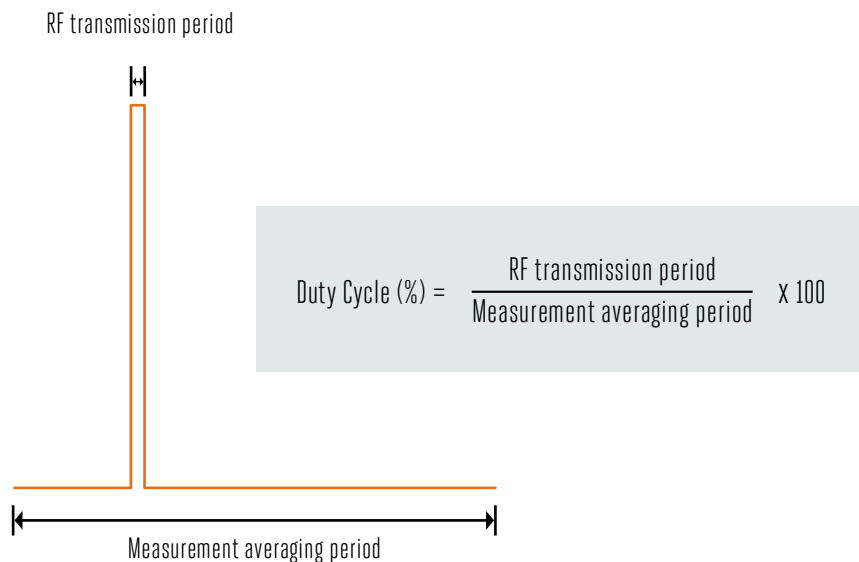 RF transmission period
Duty Cycle (%) = RF transmission period / Measurement averaging period X 100
Measurement averaging period